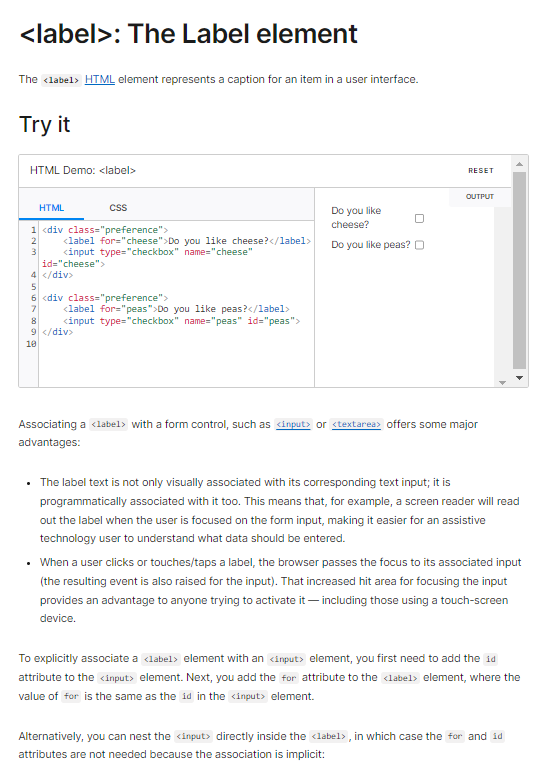 <label>: The Label element
The <label> HTML element represents a caption for an item in a user interface.
Try it
HTML Demo: <label>
RESET
HTML CSS
OUTPUT
1 <div class="preference">
2 <label for="cheese">Do you like cheese?</label>
3 <input type="checkbox" name="cheese"
id="cheese">
4 </div>
5
6 <div class="preference">
7 <label for="peas">Do you like peas?</label>
8 <input type="checkbox" name="peas" id="peas">
9 </div>
10
Do you like
cheese?
Do you like peas?
Associating a <label> with a form control, such as <input> or <textarea> offers some major
advantages:
• The label text is not only visually associated with its corresponding text input; it is
programmatically associated with it too. This means that, for example, a screen reader will read
out the label when the user is focused on the form input, making it easier for an assistive
technology user to understand what data should be entered.
• When a user clicks or touches/taps a label, the browser passes the focus to its associated input
(the resulting event is also raised for the input). That increased hit area for focusing the input
provides an advantage to anyone trying to activate it — including those using a touch-screen
device.
To explicitly associate a <label> element with an <input> element, you first need to add the id
attribute to the <input> element. Next, you add the for attribute to the <label> element, where the
value of for is the same as the id in the <input> element.
Alternatively, you can nest the <input> directly inside the <label>, in which case the for and id
attributes are not needed because the association is implicit: